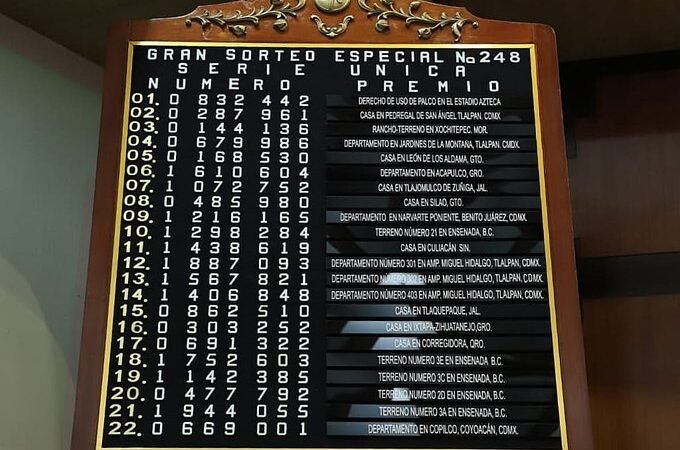 GRAN SORTEO ESPECIAL No 248
SERIE UNICA
NUMERO PREMIO
01. 0 832 442 DERECHO DE USO DE PALCO EN EL ESTADIO AZTECA
02. 0 287 961 CASA EN PEDREGAL DE SAN ÁNGEL TLALPAN. CDMX
03. 0 144 136 RANCHO-TERRENO EN XOCHITEPEC. MOR.
04. 0 679 986 DEPARTAMENTO EN JARDINES DE LA MONTAÑA, TLALPAN, CMDX.
05. 0 168 530 CASA EN LEÓN DE LOS ALDAMA, GTO.
06. 1 610 604 DEPARTAMENTO EN ACAPULCO, GRO.
07. 1 072 752 CASA EN TLAJOMULCO DE ZUÑIGA, JAL.
08. 0 485 980 CASA EN SILAO, GTO.
09. 1 216 165 DEPARTAMENTO EN NARVARTE PONIENTE, BENITO JUÁREZ, CDMX.
10. 1 298 284 TERRENO NÚMERO 21 EN ENSENADA, B.C.
11. 1 438 619 CASA EN CULIACÁN SIN.
12. 1 887 093 DEPARTAMENTO NÚMERO 301 EN AMP. MIGUEL HIDALGO, TLALPAN, CDMX.
13. 1 567 821 DEPARTAMENTO NÚMERO 302 EN AMP. MIGUEL HIDALGO, TLALPAN, CDMX.
14. 1 406 848 DEPARTAMENTO NÚMERO 403 EN AMP. MIGUEL HIDALGO, TLALPAN, CDMX.
15. 0 862 510 CASA EN TLAQUEPAQUE, JAL.
16. 0 303 252 CASA EN IXTAPA-ZIHUATANEJO,GRO.
17. 0 691 322 CASA EN CORREGIDORA, QRO.
18. 1 752 603 TERRENO NUMERO 3E EN ENSENADA, B.C.
19. 1 142 385 TERRENO NUMERO 3C EN ENSENADA, B.C.
20. 0 477 792 TERRENO NUMERO 2D EN ENSENADA, B.C.
21. 1 944 055 TERRENO NUMERO 3A EN ENSENADA, B.C.
22. 0 669 001 DEPARTAMENTO EN COPILCO, COYOACÁN, CDMX.